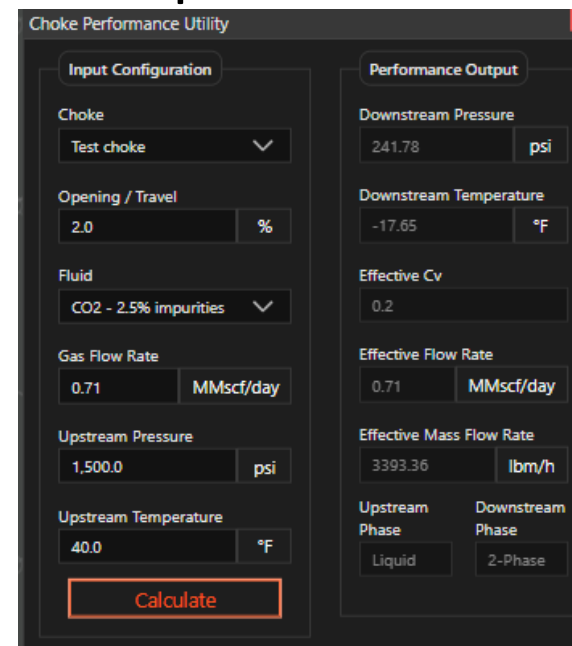 Choke Performance Utility
Input Configuration
Choke
Test choke
Opening / Travel
2.0 %
Fluid
CO2 - 2.5% impurities
Gas Flow Rate
0.71 MMscf/day
Upstream Pressure
1,500.0 psi
Upstream Temperature
40.0 °F
Calculate
Performance Output
Downstream Pressure
241.78 psi
Downstream Temperature
-17.65 °F
Effective Cv
0.2
Effective Flow Rate
0.71 MMscf/day
Effective Mass Flow Rate
3393.36 lbm/h
Upstream Phase
Liquid
Downstream Phase
2-Phase